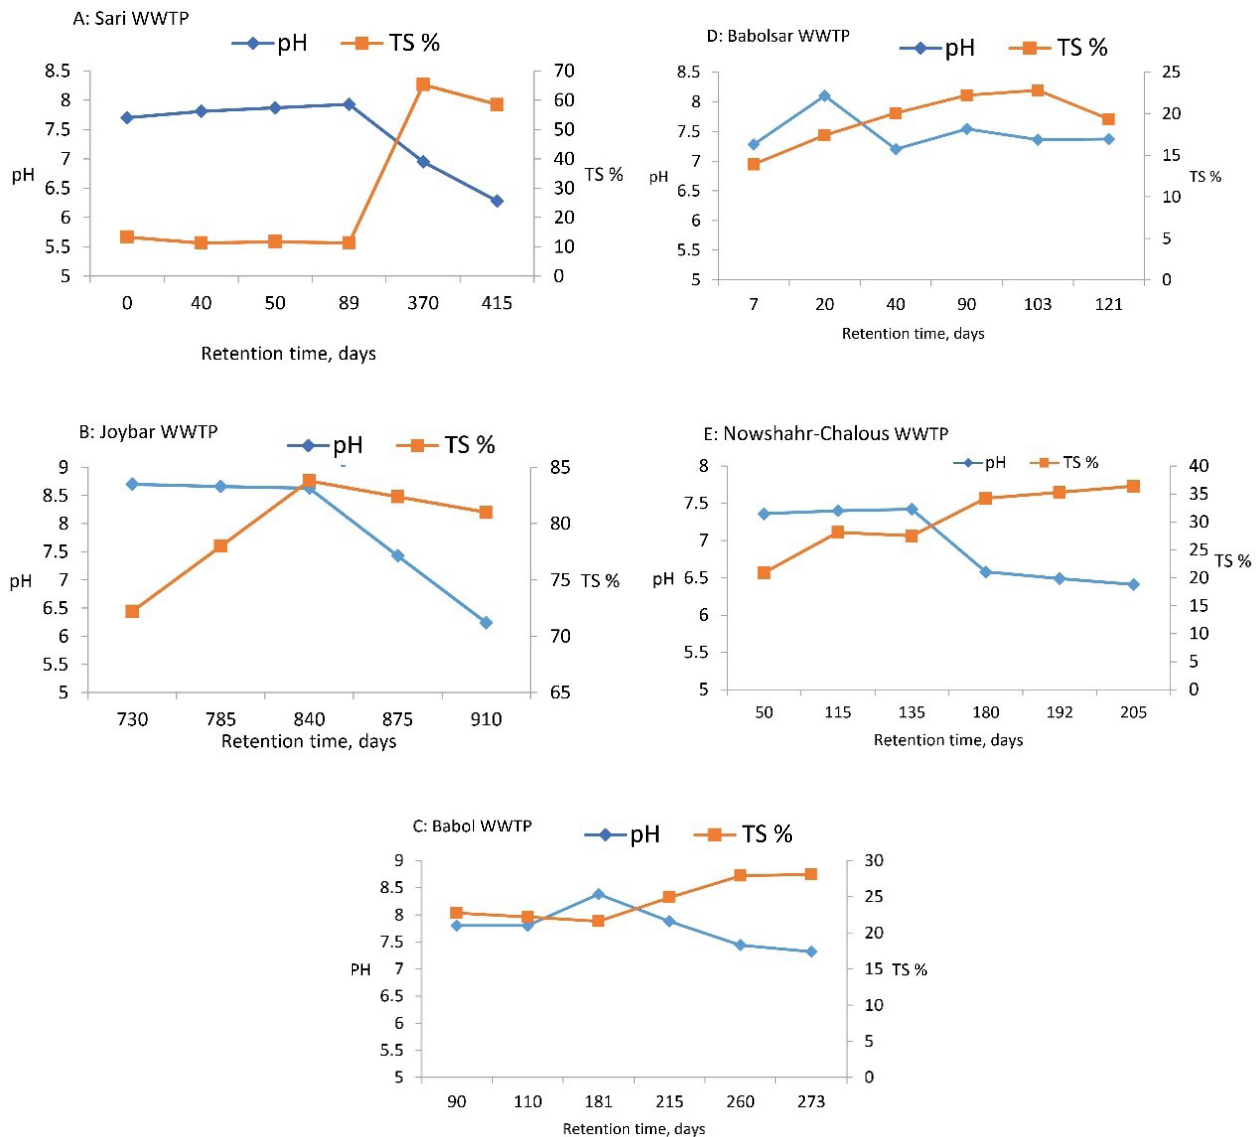 A: Sari WWTP
pH TS %
8.5 70
8 60
7.5 50
7 40
pH TS %
6.5 30
6 20
5.5 10
5 0
0 40 50 89 370 415
Retention time, days
D: Babolsar WWTP
pH TS %
8.5 25
8 20
7.5
7 15
pH TS %
6.5 10
6
5.5 5
5 0
7 20 40 90 103 121
Retention time, days
B: Joybar WWTP
pH TS %
9 85
8.5
8 80
7.5
7 75
pH TS %
6.5
6 70
5.5
5 65
730 785 840 875 910
Retention time, days
E: Nowshahr-Chalous WWTP
pH TS %
8 40
7.5 35
7 30
25
pH TS %
6.5 20
6 15
5.5 10
5
5 0
50 115 135 180 192 205
Retention time, days
C: Babol WWTP
pH TS %
9 30
8.5 25
8
7.5 20
7 15
PH TS %
6.5
6 10
5.5 5
5 0
90 110 181 215 260 273
Retention time, days